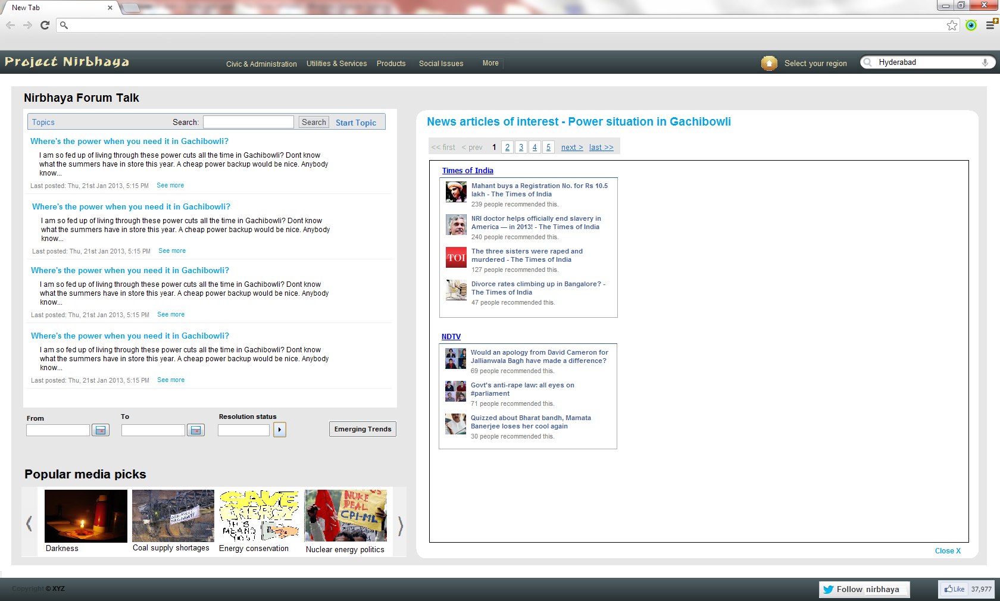 New Tab
Project Nirbhaya
Civic & Administration
Utilities & Services
Products
Social Issues
More
Select your region
Hyderabad
Nirbhaya Forum Talk
Topics
Search:
Search
Start Topic
Where's the power when you need it in Gachibowli?
I am so fed up of living through these power cuts all the time in Gachibowli? Dont know
what the summers have in store this year. A cheap power backup would be nice. Anybody
know...
Last posted: Thu, 21st Jan 2013, 5:15 PM
See more
Where's the power when you need it in Gachibowli?
I am so fed up of living through these power cuts all the time in Gachibowli? Dont know
what the summers have in store this year. A cheap power backup would be nice. Anybody
know...
Last posted: Thu, 21st Jan 2013, 5:15 PM
See more
Where's the power when you need it in Gachibowli?
I am so fed up of living through these power cuts all the time in Gachibowli? Dont know
what the summers have in store this year. A cheap power backup would be nice. Anybody
know...
Last posted: Thu, 21st Jan 2013, 5:15 PM
See more
Where's the power when you need it in Gachibowli?
I am so fed up of living through these power cuts all the time in Gachibowli? Dont know
what the summers have in store this year. A cheap power backup would be nice. Anybody
know...
Last posted: Thu, 21st Jan 2013, 5:15 PM
See more
From
To
Resolution status
Emerging Trends
Popular media picks
SAVE
ENERGY
THIS
MEANS
YOU!
NUKE
DEAL
CPI-ML
Darkness
Coal supply shortages
Energy conservation
Nuclear energy politics
News articles of interest - Power situation in Gachibowli
<< first < prev 1 2 3 4 5 next > last >>
Times of India
Mahant buys a Registration No. for Rs 10.5
lakh - The Times of India
239 people recommended this.
NRI doctor helps officially end slavery in
America — in 2013! - The Times of India
240 people recommended this.
TOI
The three sisters were raped and
murdered - The Times of India
127 people recommended this.
Divorce rates climbing up in Bangalore? -
The Times of India
47 people recommended this.
NDTV
Would an apology from David Cameron for
Jallianwala Bagh have made a difference?
69 people recommended this.
Govt's anti-rape law: all eyes on
#parliament
71 people recommended this.
Quizzed about Bharat bandh, Mamata
Banerjee loses her cool again
30 people recommended this.
Close X
Copyright © XYZ
Follow nirbhaya
Like
37,977